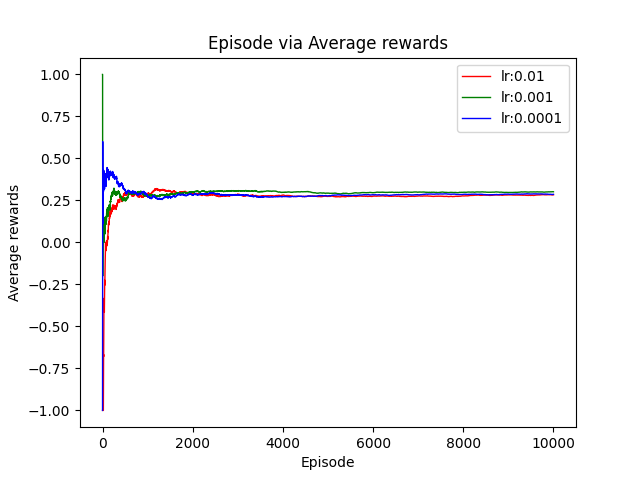 Episode via Average rewards
lr:0.01
lr:0.001
lr:0.0001
1.00
0.75
0.50
0.25
0.00
−0.25
−0.50
−0.75
−1.00
Average rewards
0 2000 4000 6000 8000 10000
Episode